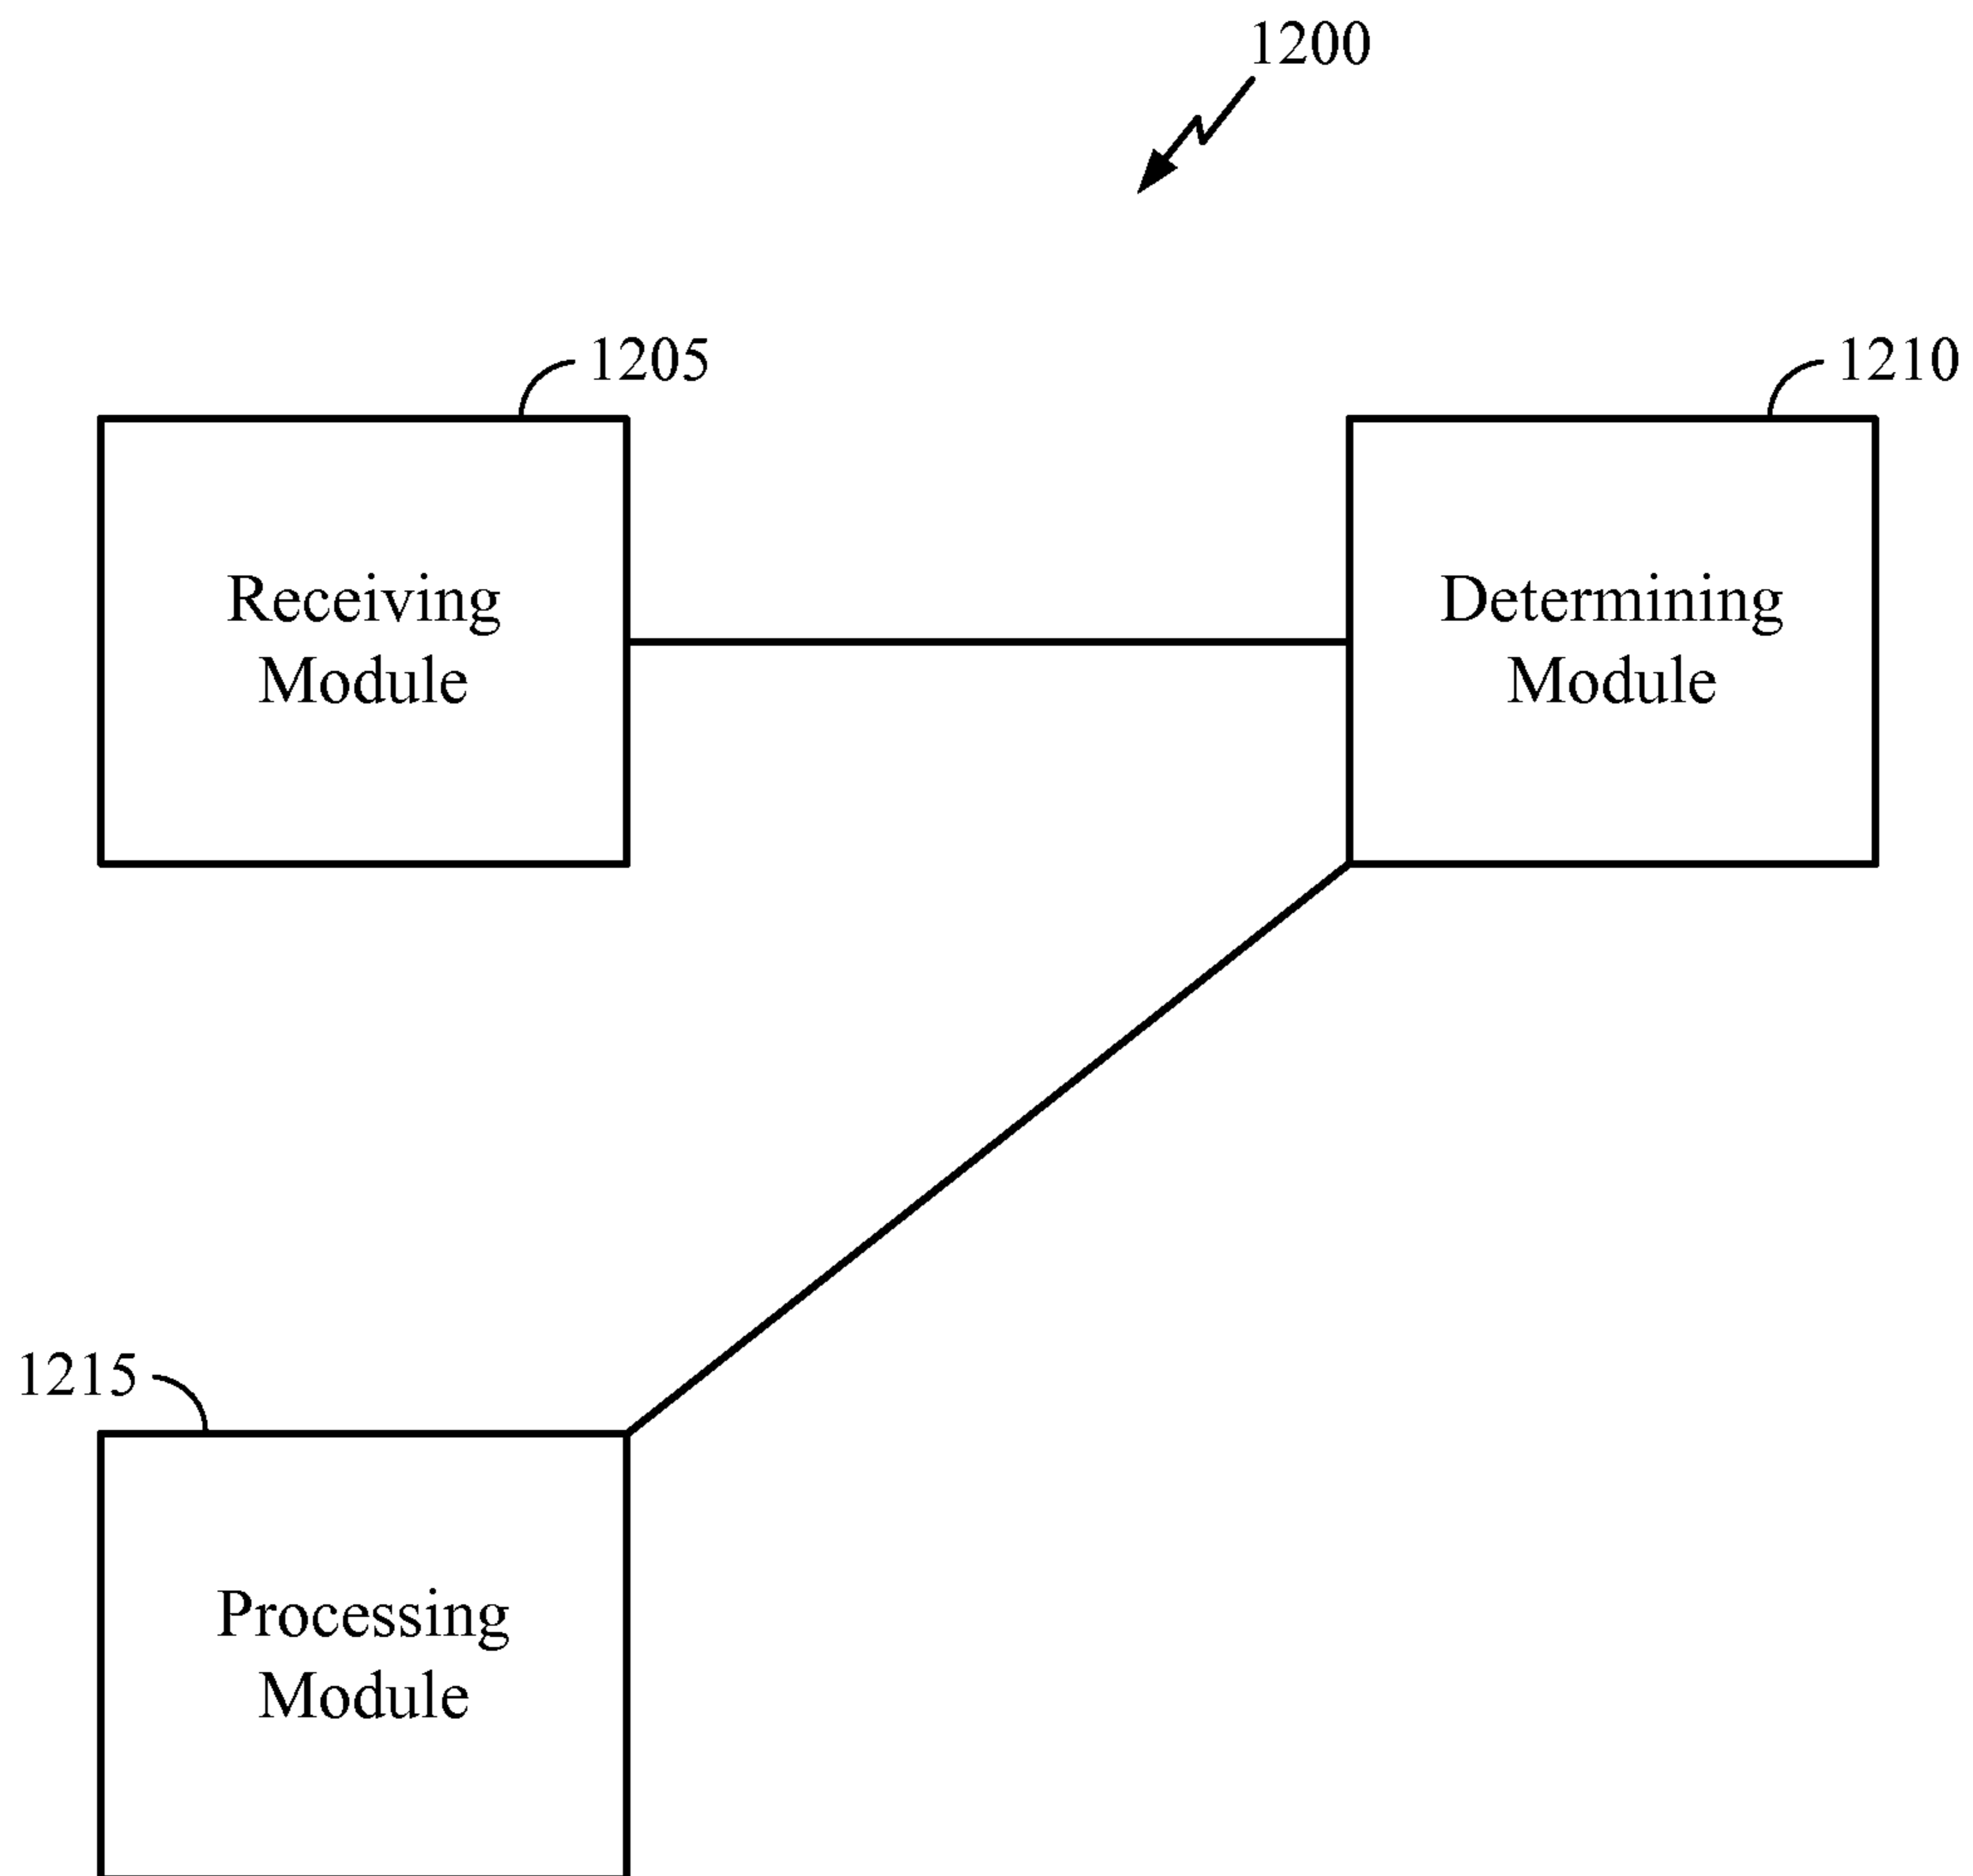 1200
1205
1210
Receiving
Module
Determining
Module
1215
Processing
Module